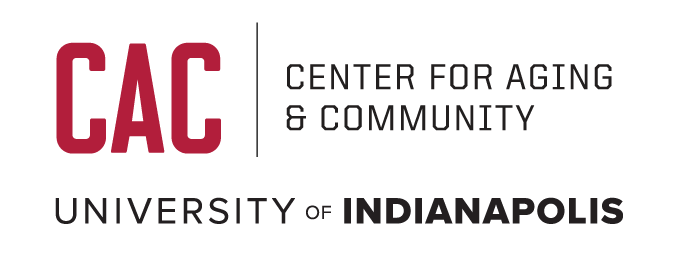 CAC
CENTER FOR AGING
& COMMUNITY
UNIVERSITY OF INDIANAPOLIS